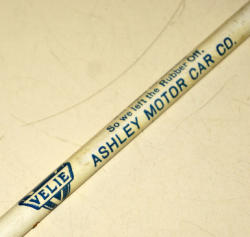 VELIE
So we left the Rubber Off.
ASHLEY MOTOR CAR CO.